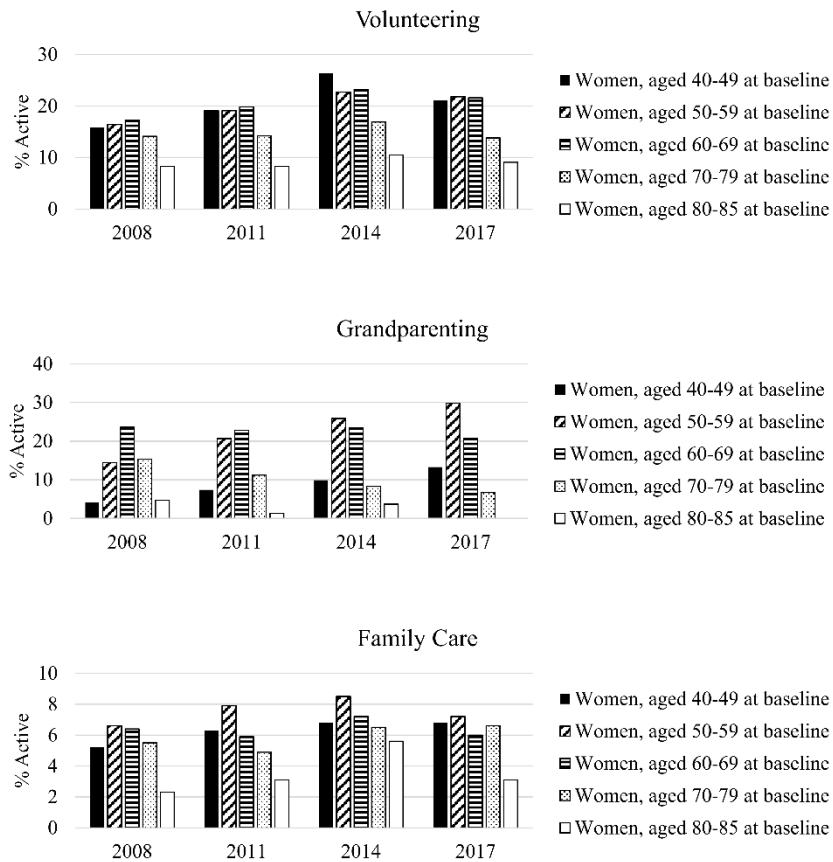 Volunteering
30
20
10
0
% Active
2008 2011 2014 2017
Women, aged 40-49 at baseline
Women, aged 50-59 at baseline
Women, aged 60-69 at baseline
Women, aged 70-79 at baseline
Women, aged 80-85 at baseline
Grandparenting
40
30
20
10
0
% Active
2008 2011 2014 2017
Women, aged 40-49 at baseline
Women, aged 50-59 at baseline
Women, aged 60-69 at baseline
Women, aged 70-79 at baseline
Women, aged 80-85 at baseline
Family Care
10
8
6
4
2
0
% Active
2008 2011 2014 2017
Women, aged 40-49 at baseline
Women, aged 50-59 at baseline
Women, aged 60-69 at baseline
Women, aged 70-79 at baseline
Women, aged 80-85 at baseline